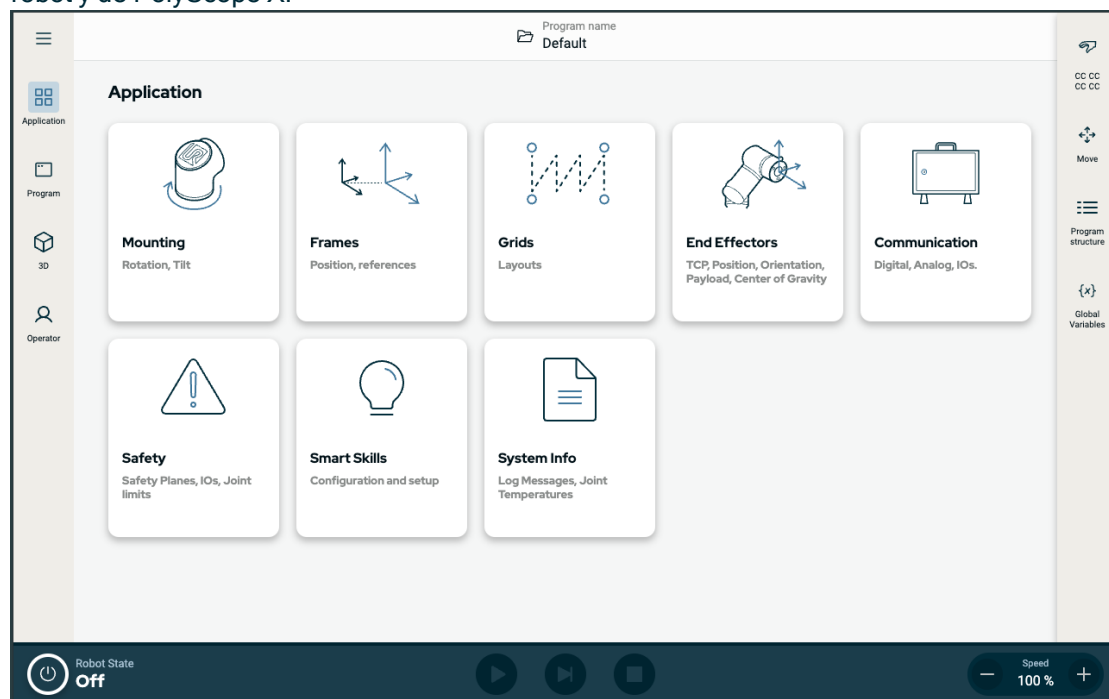 robot y de PolyScope X.
Program name
Default
Application
Program
3D
Operator
Application
Mounting
Rotation, Tilt
Frames
Position, references
Grids
Layouts
End Effectors
TCP, Position, Orientation,
Payload, Center of Gravity
Communication
Digital, Analog, IOs.
Safety
Safety Planes, IOs, Joint
limits
Smart Skills
Configuration and setup
System Info
Log Messages, Joint
Temperatures
CC CC
CC CC
Move
Program
structure
{x}
Global
Variables
Robot State
Off
Speed
100 %